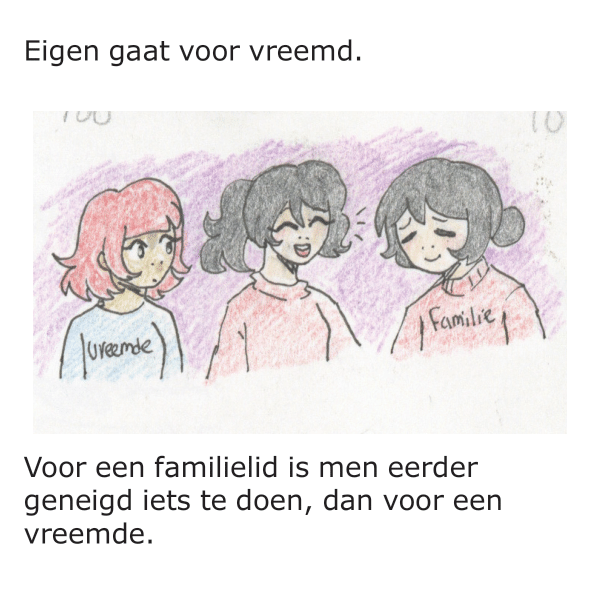 Eigen gaat voor vreemd.
Vreemde
Familie
Voor een familielid is men eerder
geneigd iets te doen, dan voor een
vreemde.